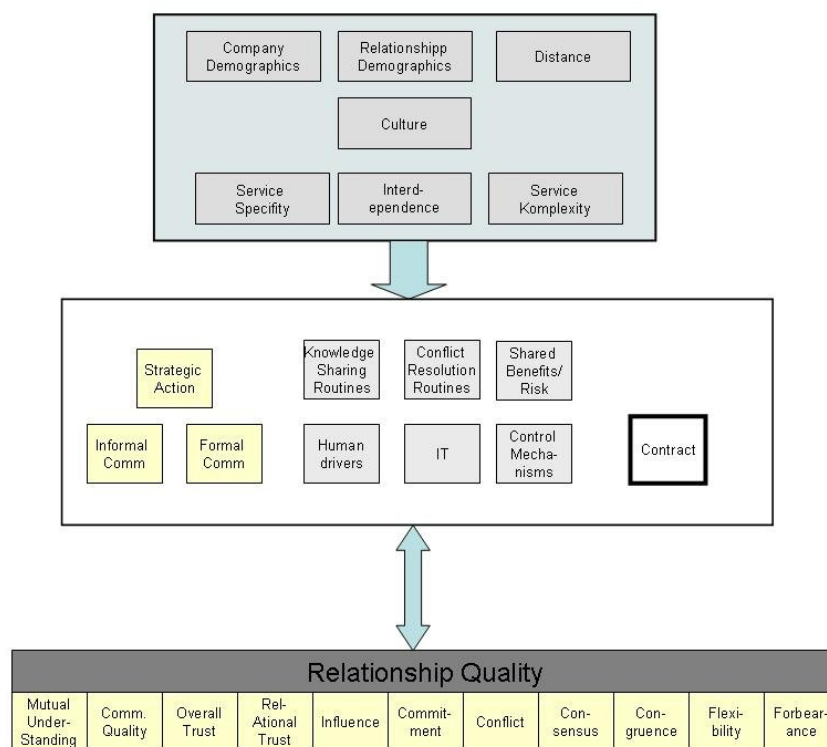 Company
Demographics
Relationshipp
Demographics
Distance
Culture
Service
Specifity
Interd-
ependence
Service
Komplexity
Strategic
Action
Knowledge
Sharing
Routines
Conflict
Resolution
Routines
Shared
Benefits/
Risk
Informal
Comm
Formal
Comm
Human
drivers
IT
Control
Mecha-
nisms
Contract
Relationship Quality
Mutual
Under-
Standing
Comm.
Quality
Overall
Trust
Rel-
Ational
Trust
Influence
Commit-
ment
Conflict
Con-
sensus
Con-
gruence
Flexi-
bility
Forbear-
ance